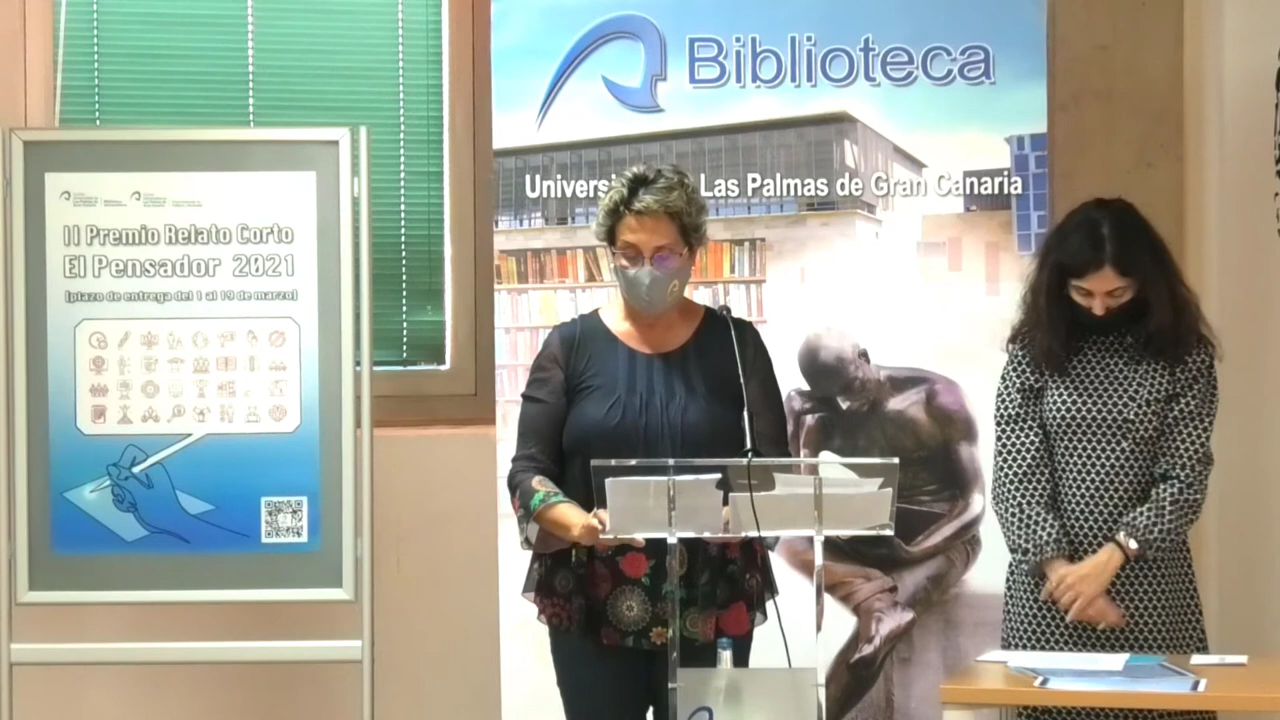 II Premio Relato Corto
El Pensador 2021
(plazo de entrega del 1 al 19 de marzo)
Biblioteca
Las Palmas de Gran Canaria